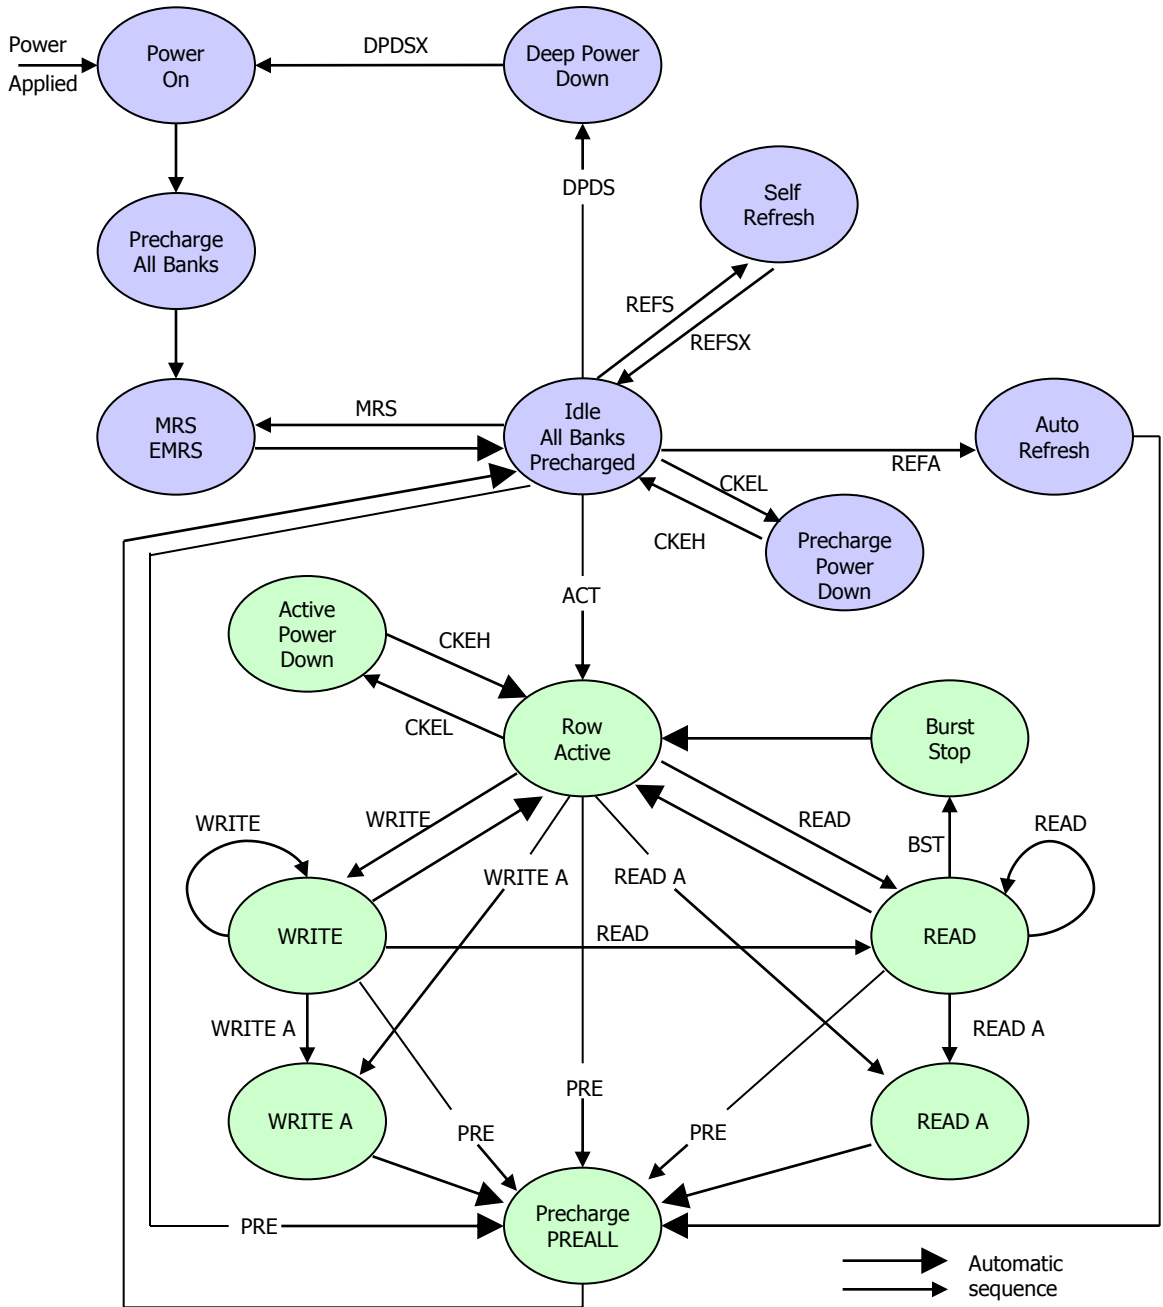 Power
Applied
Power
On
DPDSX
Deep Power
Down
DPDS
Self
Refresh
Precharge
All Banks
REFS
REFSX
MRS
EMRS
MRS
Idle
All Banks
Precharged
Auto
Refresh
REFA
CKEL
CKEH
Precharge
Power
Down
ACT
Active
Power
Down
CKEH
CKEL
Row
Active
Burst
Stop
WRITE
WRITE
READ
BST
READ
WRITE A
READ A
WRITE
READ
READ
WRITE A
READ A
WRITE A
PRE
PRE
PRE
READ A
PRE
Precharge
PREALL
Automatic
sequence